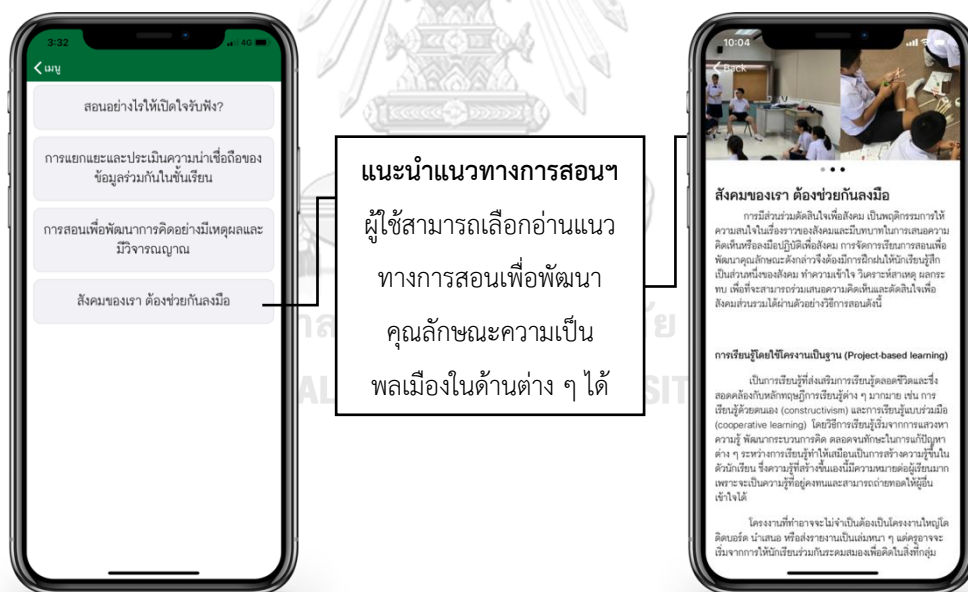 3:32
4G
เมนู
สอนอย่างไรให้เปิดใจรับฟัง?
การแยกแยะและประเมินความน่าเชื่อถือของ
ข้อมูลร่วมกันในชั้นเรียน
การสอนเพื่อพัฒนาการคิดอย่างมีเหตุผลและ
มีวิจารณญาณ
สังคมของเรา ต้องช่วยกันลงมือ
แนะนำแนวทางการสอนฯ
ผู้ใช้สามารถเลือกอ่านแนว
ทางการสอนเพื่อพัฒนา
คุณลักษณะความเป็น
พลเมืองในด้านต่าง ๆ ได้
10:04
Back
สังคมของเรา ต้องช่วยกันลงมือ
การมีส่วนร่วมตัดสินใจเพื่อสังคม เป็นพฤติกรรมการให้
ความสนใจในเรื่องราวของสังคมและมีบทบาทในการเสนอความ
คิดเห็นหรือลงมือปฏิบัติเพื่อสังคม การจัดการเรียนการสอนเพื่อ
พัฒนาคุณลักษณะดังกล่าวจึงต้องมีการฝึกฝนให้นักเรียนรู้สึก
เป็นส่วนหนึ่งของสังคม ทำความเข้าใจ วิเคราะห์สาเหตุ ผลกระ
ทบ เพื่อที่จะสามารถร่วมเสนอความคิดเห็นและตัดสินใจเพื่อ
สังคมส่วนรวมได้ผ่านตัวอย่างวิธีการสอนดังนี้
การเรียนรู้โดยใช้โครงงานเป็นฐาน (Project-based learning)
เป็นการเรียนรู้ที่ส่งเสริมการเรียนรู้ตลอดชีวิตและซึ่ง
สอดคล้องกับหลักทฤษฎีการเรียนรู้ต่าง ๆ มากมาย เช่น การ
เรียนรู้ด้วยตนเอง (constructivism) และการเรียนรู้แบบร่วมมือ
(cooperative learning) โดยวิธีการเรียนรู้เริ่มจากการแสวงหา
ความรู้ พัฒนากระบวนการคิด ตลอดจนทักษะในการแก้ปัญหา
ต่าง ๆ ระหว่างการเรียนรู้ทำให้เสมือนเป็นการสร้างความรู้ขึ้นใน
ตัวนักเรียน ซึ่งความรู้ที่สร้างขึ้นเองนี้มีความหมายต่อผู้เรียนมาก
เพราะจะเป็นความรู้ที่อยู่คงทนและสามารถถ่ายทอดให้ผู้อื่น
เข้าใจได้
โครงงานที่ทำอาจจะไม่จำเป็นต้องเป็นโครงงานใหญ่โต
ติดบอร์ด นำเสนอ หรือส่งรายงานเป็นเล่มหนา ๆ แต่ครูอาจจะ
เริ่มจากการให้นักเรียนร่วมกันระดมสมองเพื่อคิดในสิ่งที่กลุ่ม